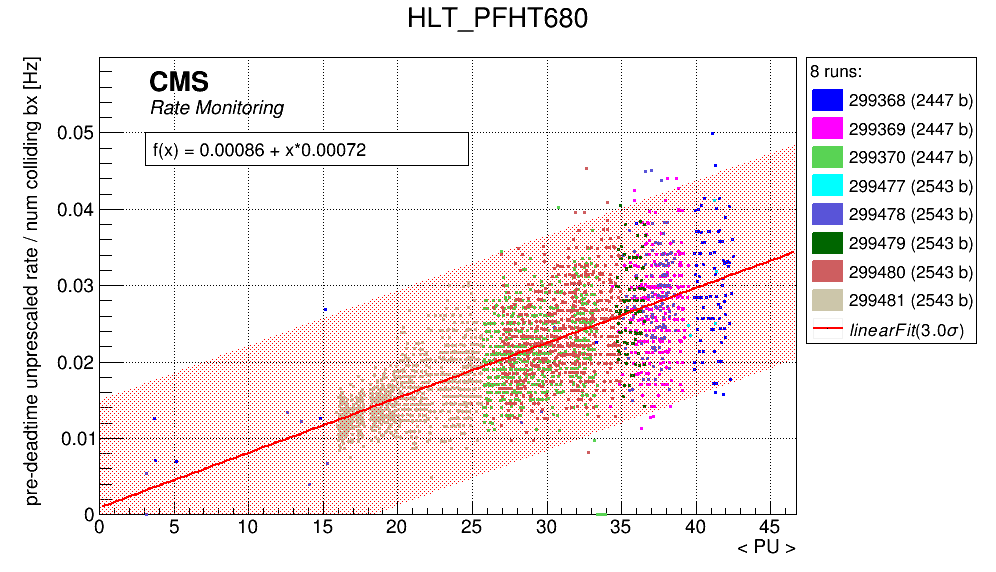 HLT_PFHT680
pre-deadtime unprescaled rate / num colliding bx [Hz]
CMS
Rate Monitoring
f(x) = 0.00086 + x*0.00072
0.05
0.04
0.03
0.02
0.01
0
0 5 10 15 20 25 30 35 40 45
< PU >
8 runs:
299368 (2447 b)
299369 (2447 b)
299370 (2447 b)
299477 (2543 b)
299478 (2543 b)
299479 (2543 b)
299480 (2543 b)
299481 (2543 b)
linearFit(3.0σ)